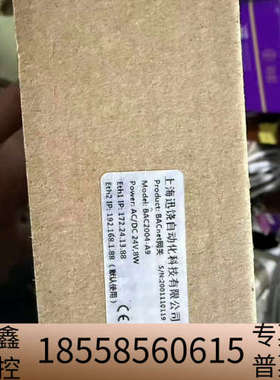 上海迅饶自动化科技有限公司
Product: BACnet网关
Model: BAC2004-A9
Power: AC/DC 24V,9W
Eth1 IP: 172.24.13.88
Eth2 IP: 192.168.1.88 (默认使用)
CE
鑫
控
18558560615
专
普